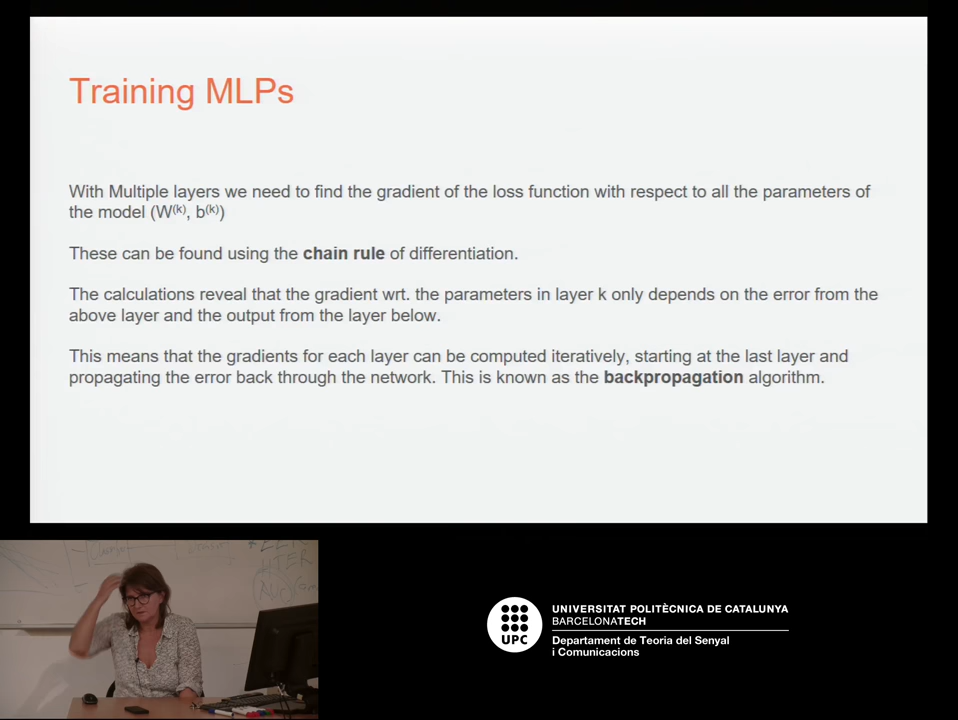 Training MLPs
With Multiple layers we need to find the gradient of the loss function with respect to all the parameters of
the model (W(k), b(k))
These can be found using the chain rule of differentiation.
The calculations reveal that the gradient wrt. the parameters in layer k only depends on the error from the
above layer and the output from the layer below.
This means that the gradients for each layer can be computed iteratively, starting at the last layer and
propagating the error back through the network. This is known as the backpropagation algorithm.
UPC
UNIVERSITAT POLITÈCNICA DE CATALUNYA
BARCELONATECH
Departament de Teoria del Senyal
i Comunicacions